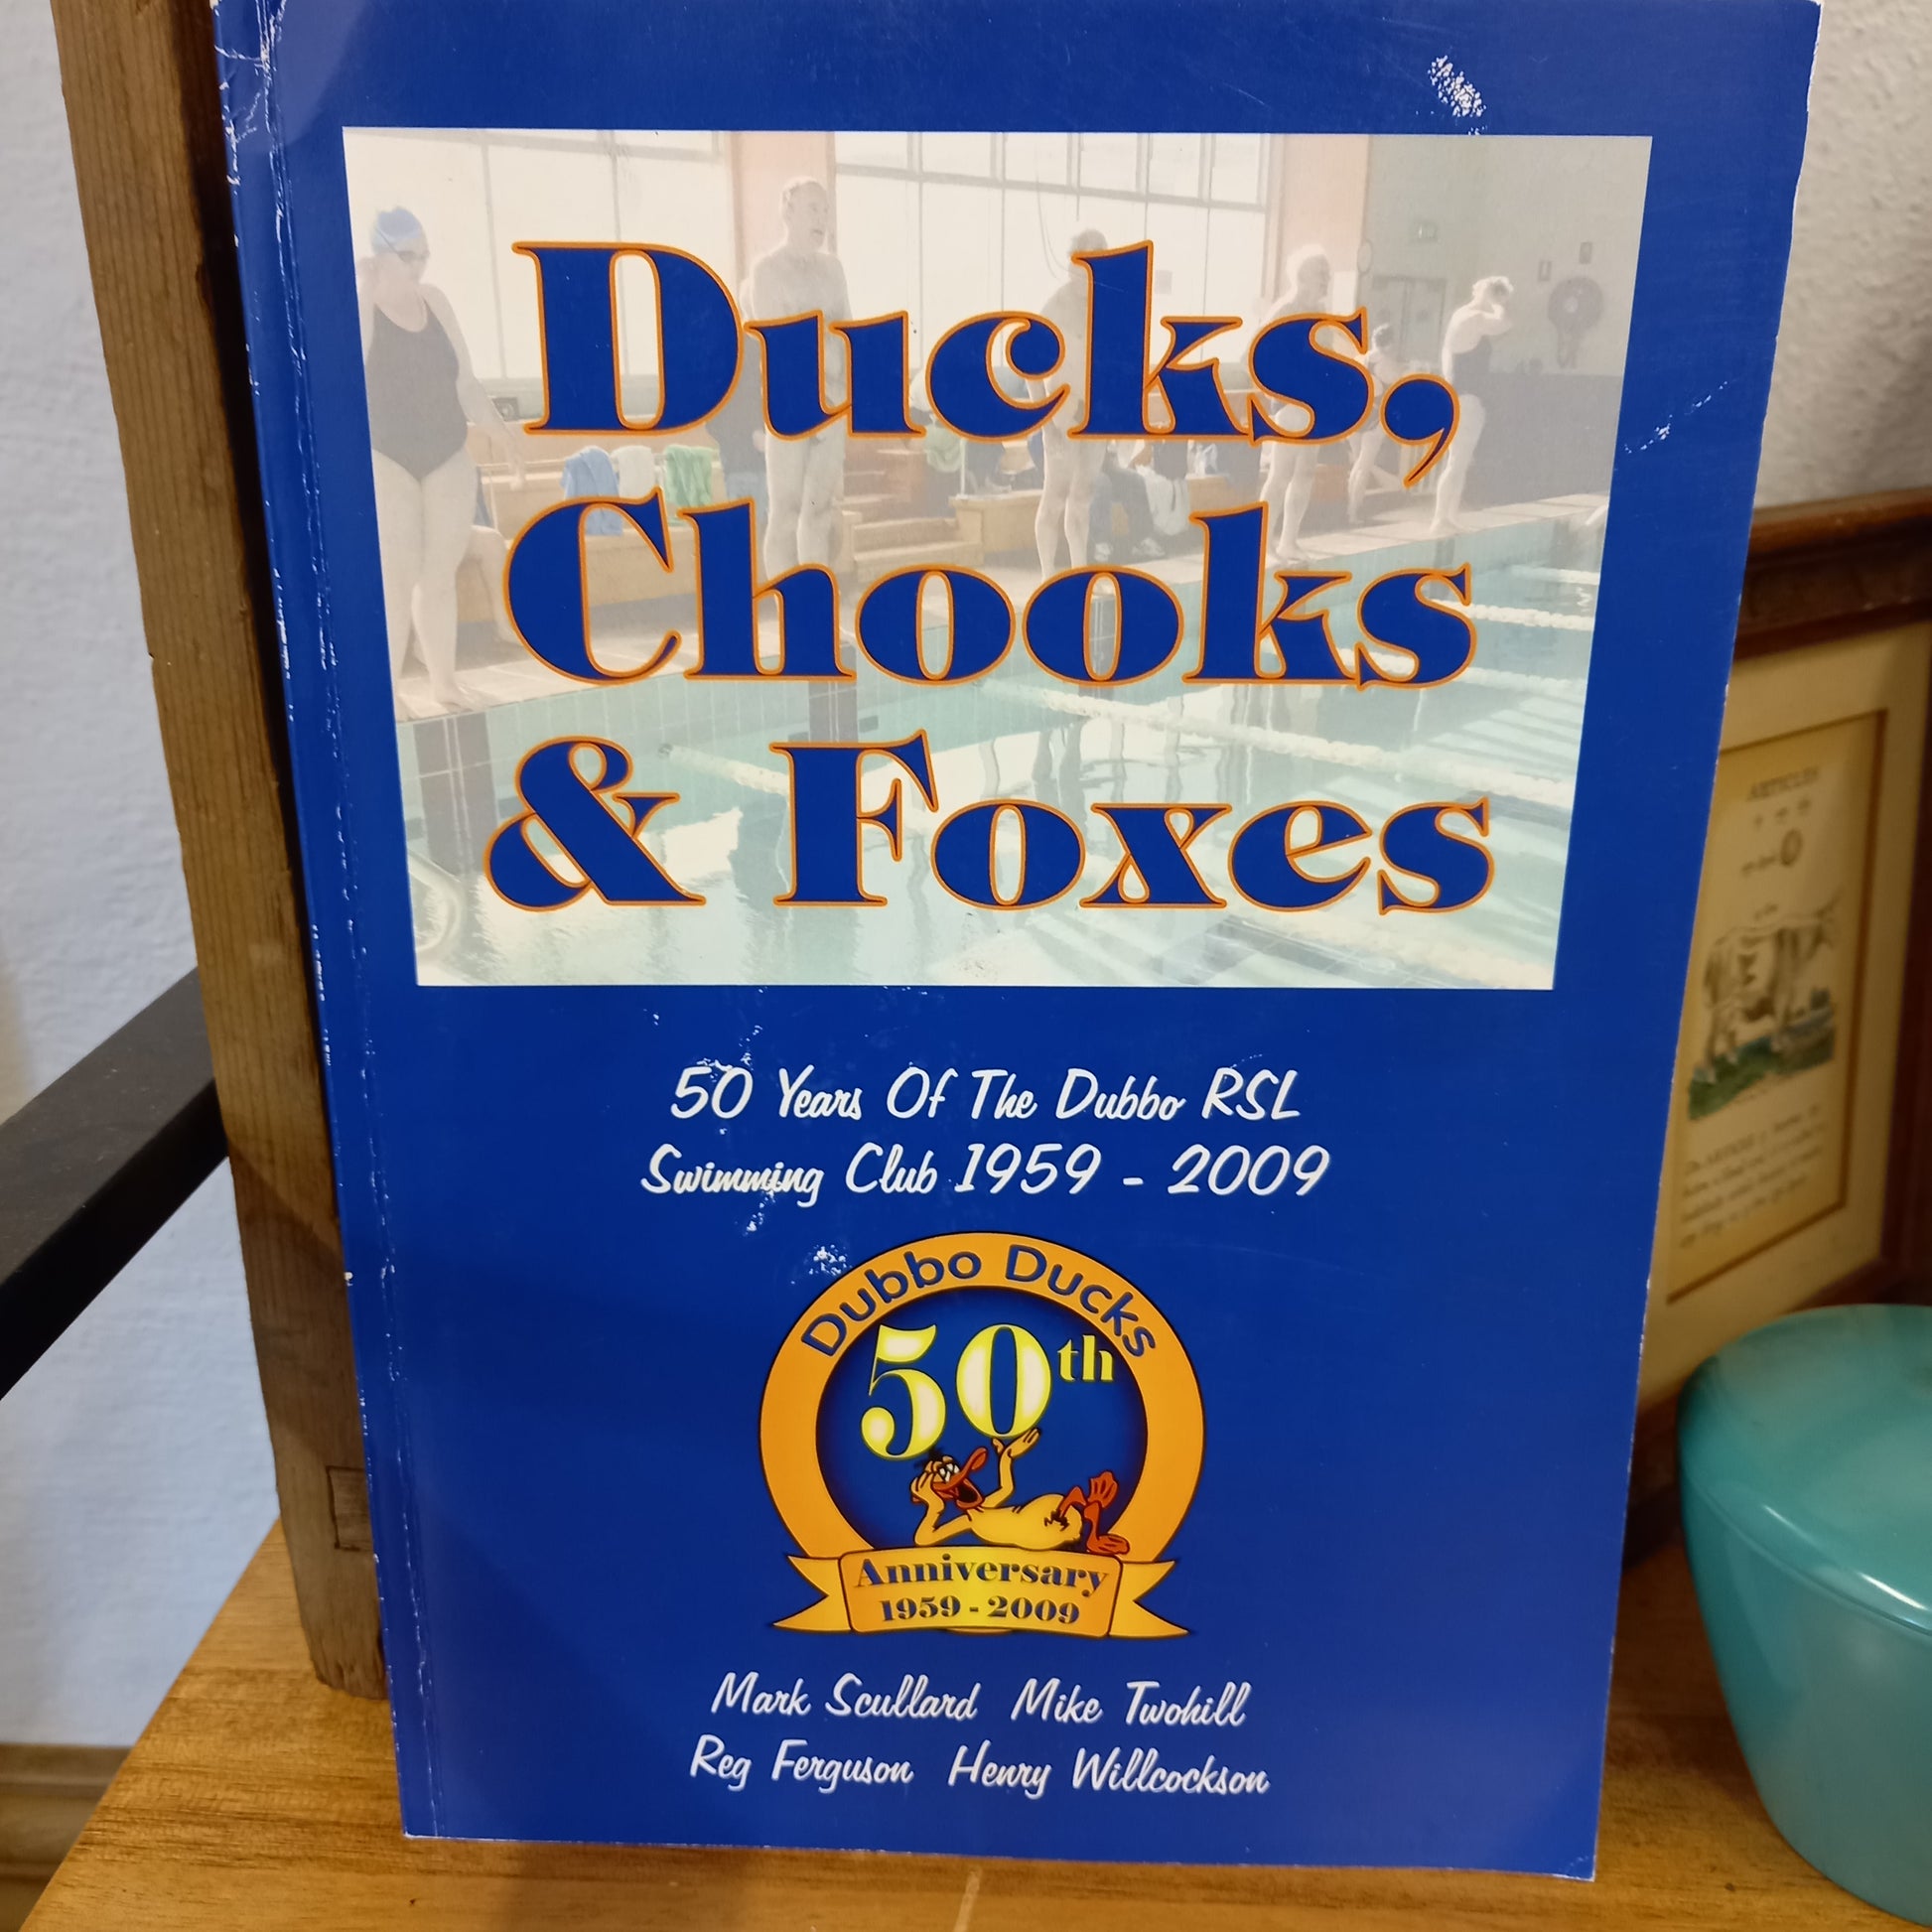 Ducks,
Chooks
& Foxes
50 Years Of The Dubbo RSL
Swimming Club 1959 - 2009
Dubbo Ducks
50th
Anniversary
1959 - 2009
Mark Scullard Mike Twohill
Reg Ferguson Henry Willcockson